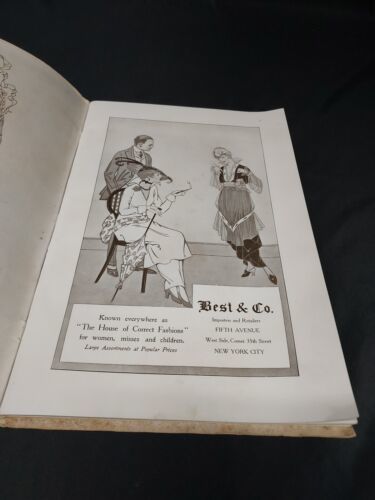 Known everywhere as
"The House of Correct Fashions"
for women, misses and children.
Large Assortments at Popular Prices
Best & Co.
Importers and Retailers
FIFTH AVENUE
West Side, Corner 35th Street
NEW YORK CITY